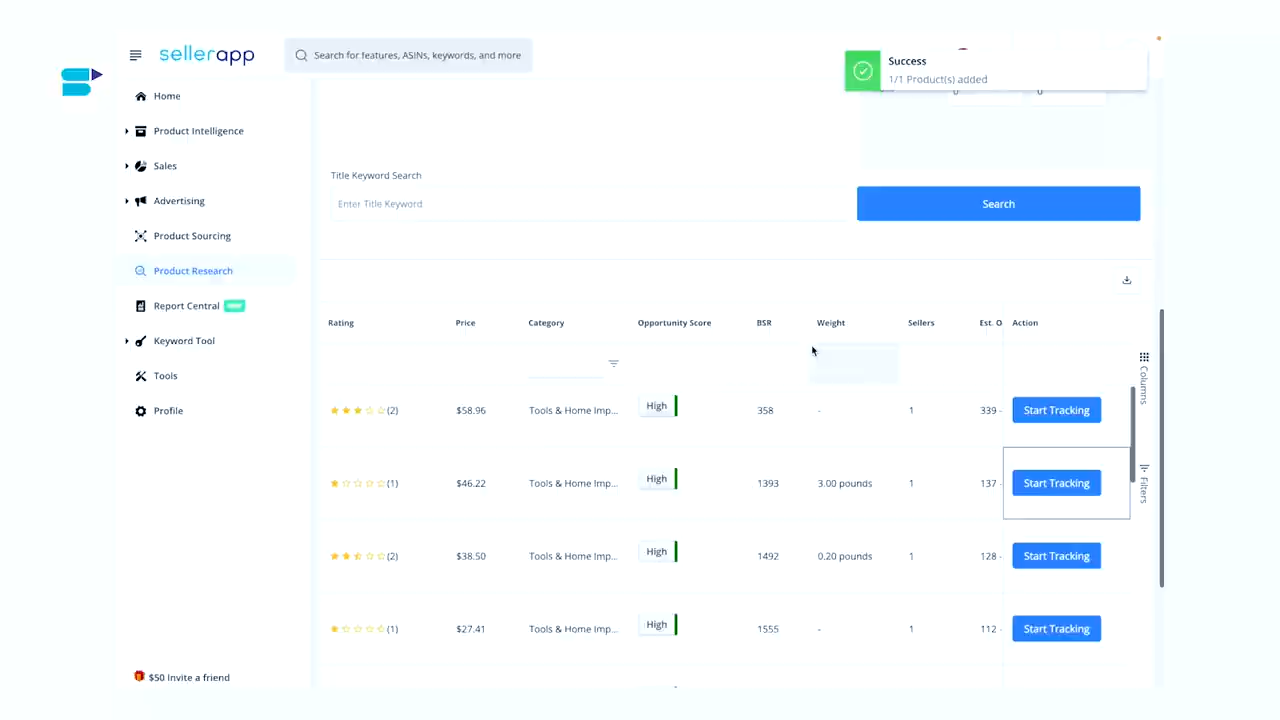 sellerapp
Search for features, ASINs, keywords, and more
Success
1/1 Product(s) added
Home
Product Intelligence
Sales
Advertising
Product Sourcing
Product Research
Report Central
Keyword Tool
Tools
Profile
$50 Invite a friend
Title Keyword Search
Enter Title Keyword
Search
Rating Price Category Opportunity Score BSR Weight Sellers Est. O Action
(2) $58.96 Tools & Home Imp... High 358 - 1 339 - Start Tracking
(1) $46.22 Tools & Home Imp... High 1393 3.00 pounds 1 137 - Start Tracking
(2) $38.50 Tools & Home Imp... High 1492 0.20 pounds 1 128 - Start Tracking
(1) $27.41 Tools & Home Imp... High 1555 - 1 112 - Start Tracking
Columns
Filters